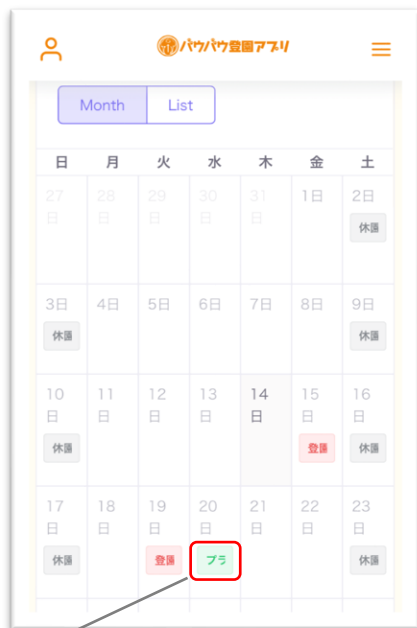 パウパウ登園アプリ
Month List
日 月 火 水 木 金 土
27日 28日 29日 30日 31日 1日 2日
休園
3日 4日 5日 6日 7日 8日 9日
休園 休園
10日 11日 12日 13日 14日 15日 16日
休園 登園 休園
17日 18日 19日 20日 21日 22日 23日
休園 登園 プラ 休園